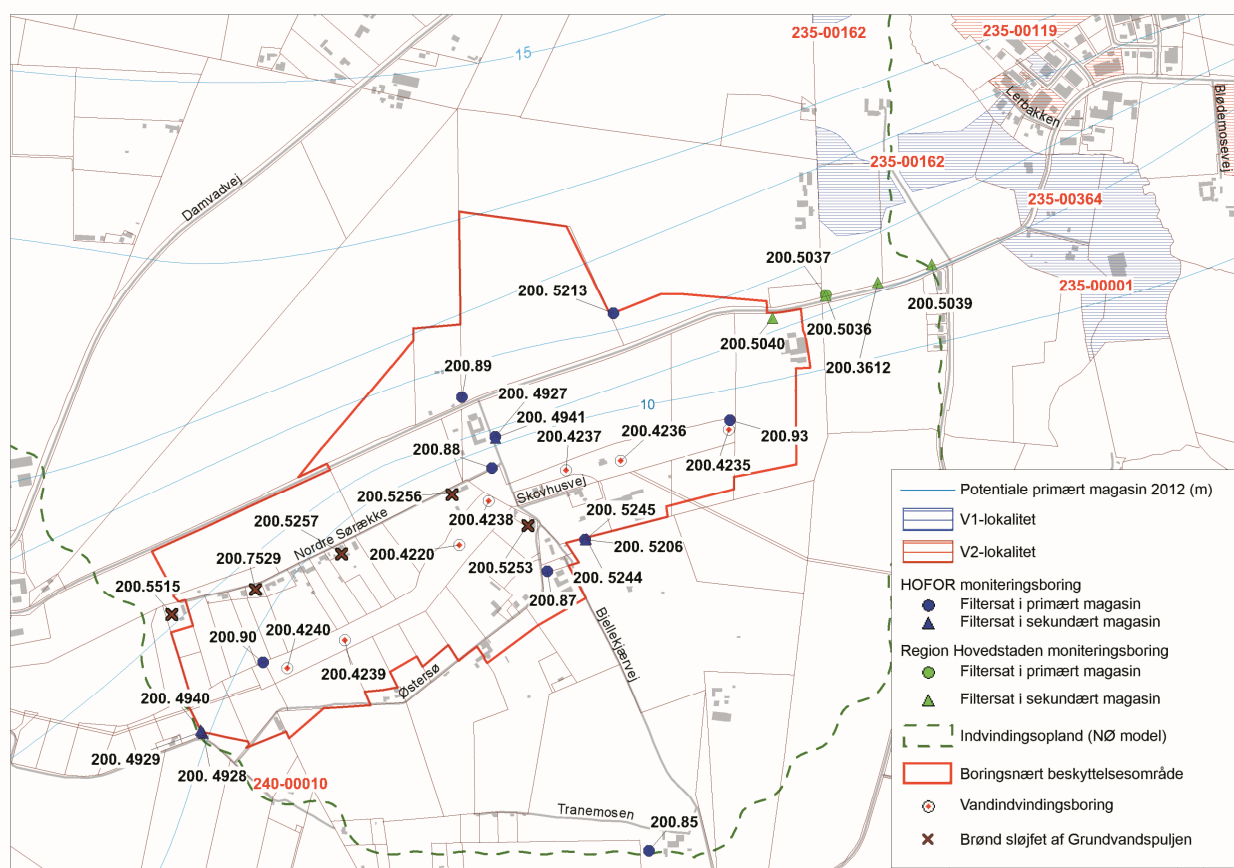 235-00162
235-00119
15
Lerbakken
Blødemosevej
235-00162
Damvadvej
235-00364
200.5037
235-00001
200. 5213
200.5039
200.5036
200.5040
200.3612
200.89
200. 4927
10
200. 4941
200.4237
200.4236
200.93
200.88
200.4235
Skovhusvej
200.5256
200. 5245
200.5257
200.4238
Nordre Sørække
200.4220
200. 5206
200.7529
200.5253
200. 5244
200.5515
200.87
Bjellekjærvej
200.90
200.4240
200.4239
Østersø
200. 4940
200. 4929
200. 4928
240-00010
Tranemosen
200.85
Potentiale primært magasin 2012 (m)
V1-lokalitet
V2-lokalitet
HOFOR moniteringsboring
Filtersat i primært magasin
Filtersat i sekundært magasin
Region Hovedstaden moniteringsboring
Filtersat i primært magasin
Filtersat i sekundært magasin
Indvindingsopland (NØ model)
Boringsnært beskyttelsesområde
Vandindvindingsboring
Brønd sløjfet af Grundvandspuljen